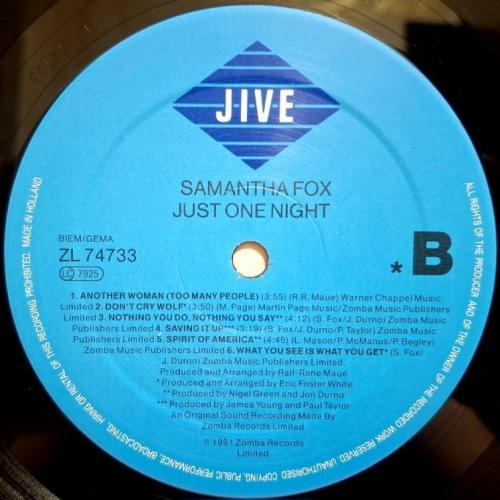 JIVE
SAMANTHA FOX
JUST ONE NIGHT
BIEM/GEMA
ZL 74733
LC 7925
* B
1. ANOTHER WOMAN (TOO MANY PEOPLE) (3:55) (R.R. Maue) Warner Chappel Music
Limited 2. DON'T CRY WOLF* (3:50) (M. Page) Martin Page Music/Zomba Music Publishers
Limited 3. NOTHING YOU DO, NOTHING YOU SAY** (4:12) (S. Fox/J. Durno) Zomba Music
Publishers Limited 4. SAVING IT UP*** (3:19) (S. Fox/J. Durno/P. Taylor) Zomba Music
Publishers Limited 5. SPIRIT OF AMERICA** (4:45) (L. Mason/P. McManus/P. Begley)
Zomba Music Publishers Limited 6. WHAT YOU SEE IS WHAT YOU GET* (S. Fox/
J. Durno) Zomba Music Publishers Limited.
Produced and Arranged by Ralf-Rene Maue
* Produced and Arranged by Eric Foster White
** Produced by Nigel Green and Jon Durno
*** Produced by James Young and Paul Taylor
An Original Sound Recording Made By
Zomba Records Limited
℗ 1991 Zomba Records
Limited
ALL RIGHTS OF THE PRODUCER AND OF THE OWNER OF THE RECORDED WORK RESERVED. UNAUTHORISED COPYING, PUBLIC PERFORMANCE, BROADCASTING, HIRING OR RENTAL OF THIS RECORDING PROHIBITED. MADE IN HOLLAND.